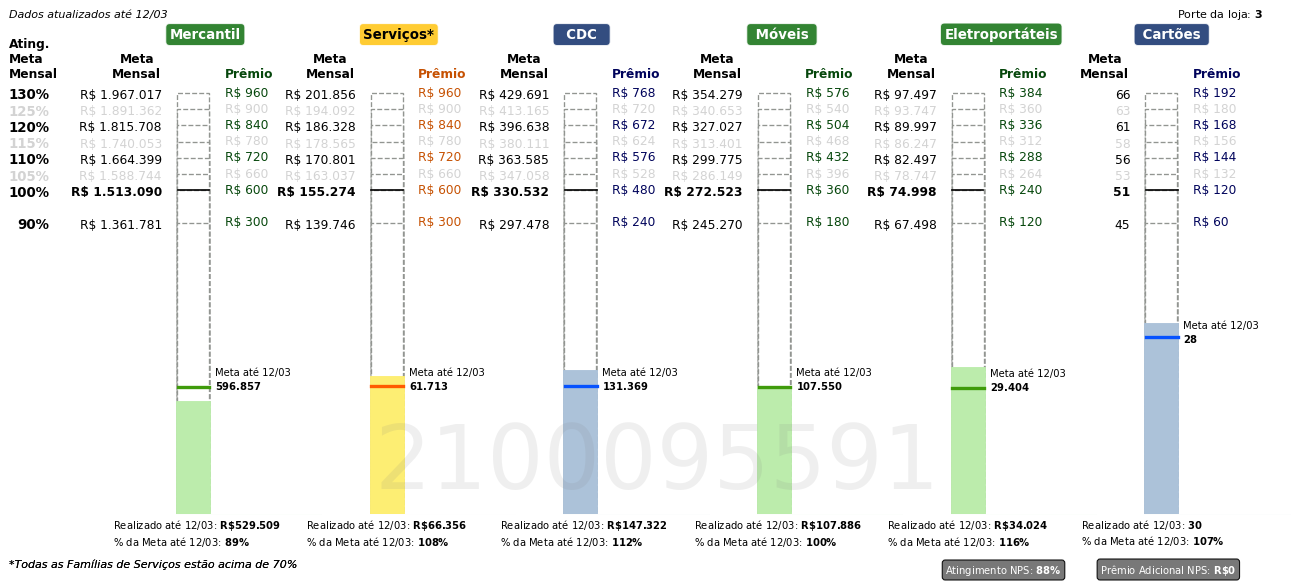 Dados atualizados até 12/03 Porte da loja: 3
Mercantil Serviços* CDC Móveis Eletroportáteis Cartões
Ating. Meta Mensal Meta Mensal Prêmio Meta Mensal Prêmio Meta Mensal Prêmio Meta Mensal Prêmio Meta Mensal Prêmio Meta Mensal Prêmio
130% R$ 1.967.017 R$ 960 R$ 201.856 R$ 960 R$ 429.691 R$ 768 R$ 354.279 R$ 576 R$ 97.497 R$ 384 66 R$ 192
125% R$ 1.891.362 R$ 900 R$ 194.092 R$ 900 R$ 413.165 R$ 720 R$ 340.653 R$ 540 R$ 93.747 R$ 360 63 R$ 180
120% R$ 1.815.708 R$ 840 R$ 186.328 R$ 840 R$ 396.638 R$ 672 R$ 327.027 R$ 504 R$ 89.997 R$ 336 61 R$ 168
115% R$ 1.740.053 R$ 780 R$ 178.565 R$ 780 R$ 380.111 R$ 624 R$ 313.401 R$ 468 R$ 86.247 R$ 312 58 R$ 156
110% R$ 1.664.399 R$ 720 R$ 170.801 R$ 720 R$ 363.585 R$ 576 R$ 299.775 R$ 432 R$ 82.497 R$ 288 56 R$ 144
105% R$ 1.588.744 R$ 660 R$ 163.037 R$ 660 R$ 347.058 R$ 528 R$ 286.149 R$ 396 R$ 78.747 R$ 264 53 R$ 132
100% R$ 1.513.090 R$ 600 R$ 155.274 R$ 600 R$ 330.532 R$ 480 R$ 272.523 R$ 360 R$ 74.998 R$ 240 51 R$ 120
90% R$ 1.361.781 R$ 300 R$ 139.746 R$ 300 R$ 297.478 R$ 240 R$ 245.270 R$ 180 R$ 67.498 R$ 120 45 R$ 60
Meta até 12/03
28
Meta até 12/03 Meta até 12/03 Meta até 12/03 Meta até 12/03 Meta até 12/03
596.857 61.713 131.369 107.550 29.404
2100095591
Realizado até 12/03: R$529.509 Realizado até 12/03: R$66.356 Realizado até 12/03: R$147.322 Realizado até 12/03: R$107.886 Realizado até 12/03: R$34.024 Realizado até 12/03: 30
% da Meta até 12/03: 89% % da Meta até 12/03: 108% % da Meta até 12/03: 112% % da Meta até 12/03: 100% % da Meta até 12/03: 116% % da Meta até 12/03: 107%
*Todas as Famílias de Serviços estão acima de 70% Atingimento NPS: 88% Prêmio Adicional NPS: R$0